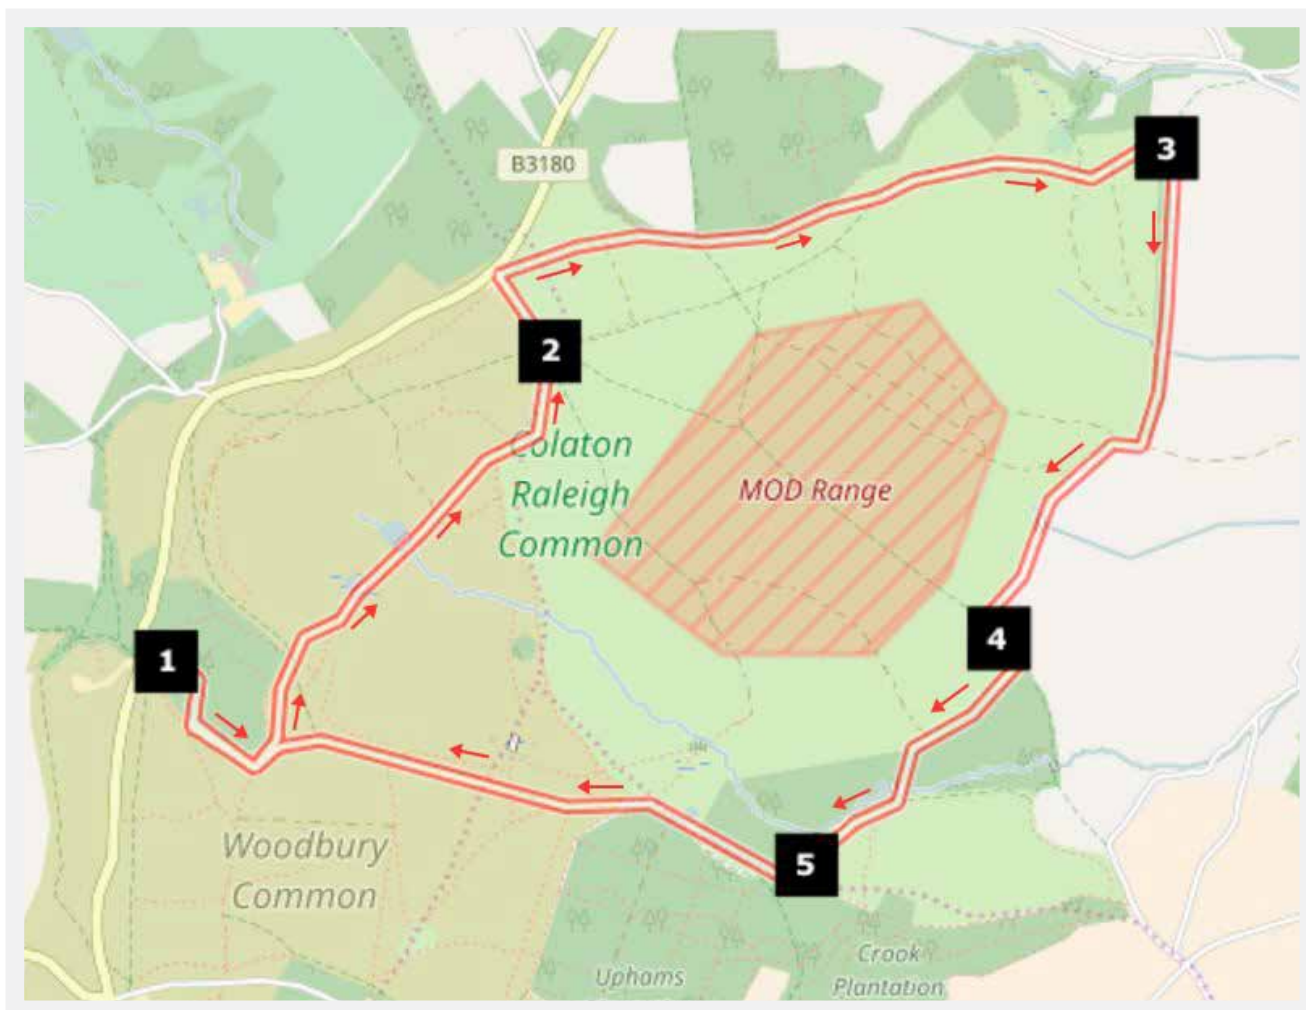 B3180
3
2
Colaton
Raleigh
Common
MOD Range
4
1
5
Woodbury
Common
Uphams
Crook
Plantation